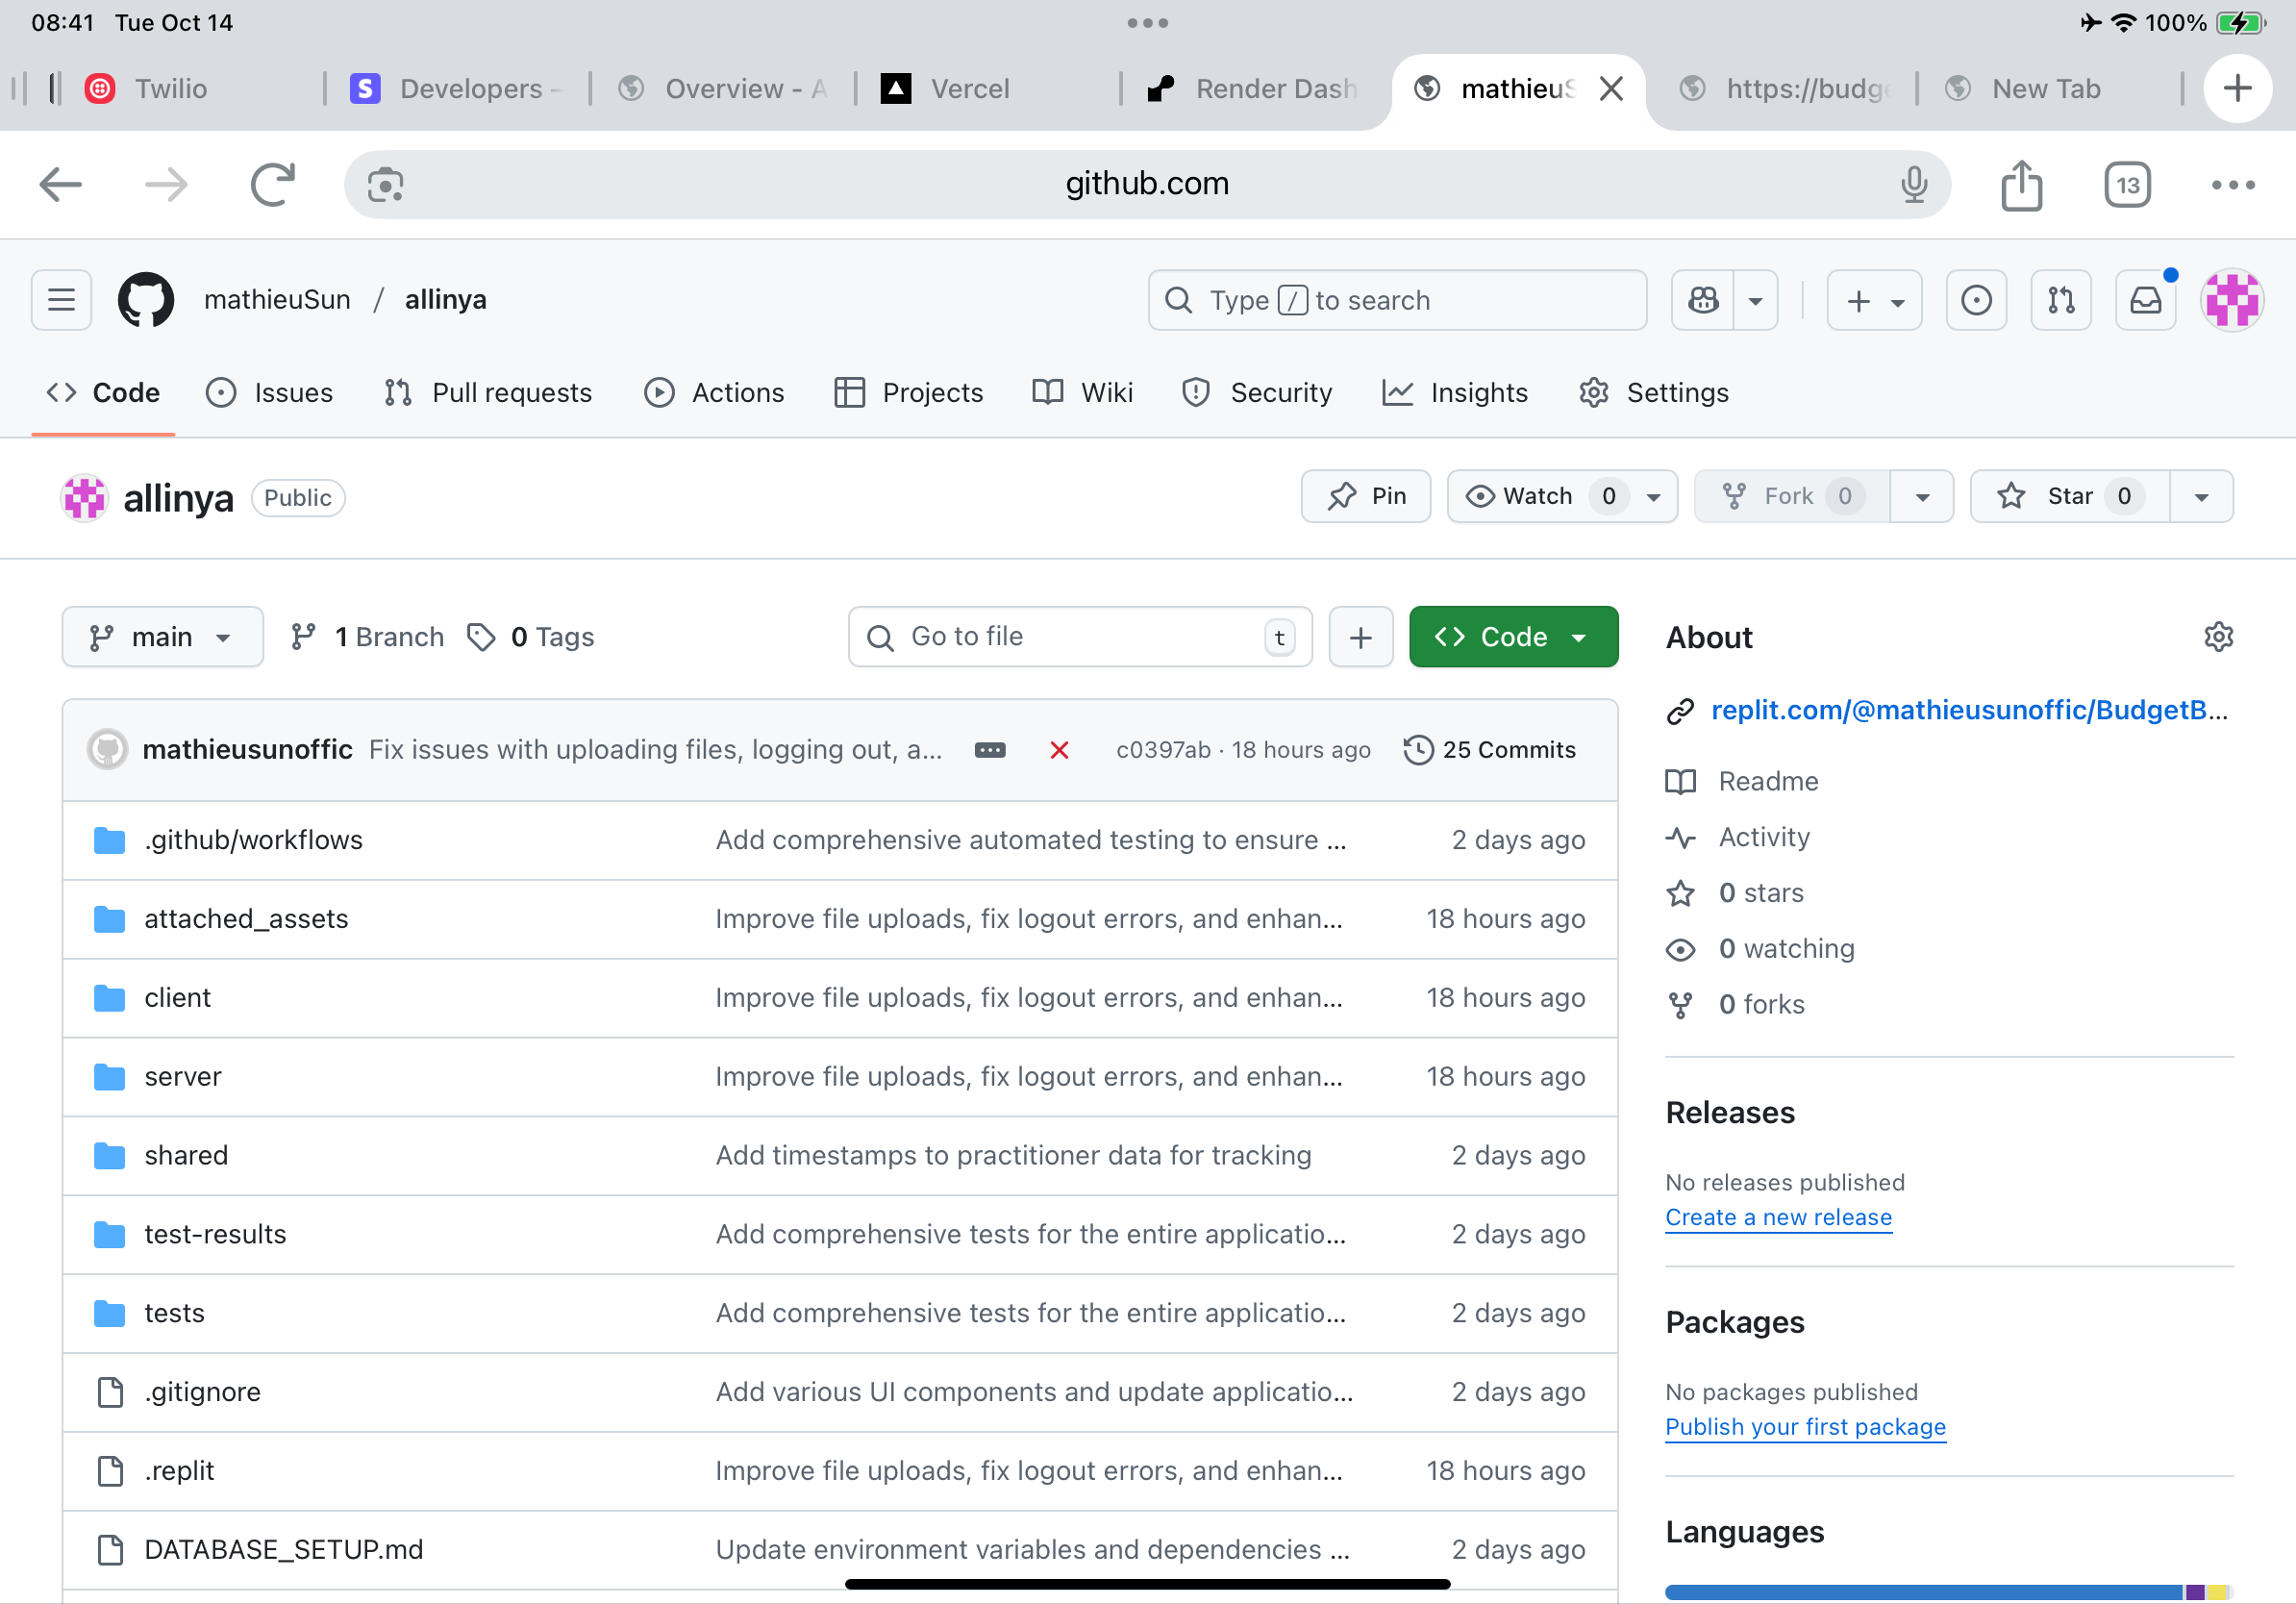 08:41 Tue Oct 14
100%
Twilio
Developers -
Overview - A
Vercel
Render Dash
mathieuS
https://budge
New Tab
github.com
13
mathieuSun / allinya
Type / to search
Code
Issues
Pull requests
Actions
Projects
Wiki
Security
Insights
Settings
allinya Public
Pin
Watch 0
Fork 0
Star 0
main
1 Branch
0 Tags
Go to file t
Code
mathieusunoffic Fix issues with uploading files, logging out, a... c0397ab · 18 hours ago 25 Commits
.github/workflows Add comprehensive automated testing to ensure ... 2 days ago
attached_assets Improve file uploads, fix logout errors, and enhan... 18 hours ago
client Improve file uploads, fix logout errors, and enhan... 18 hours ago
server Improve file uploads, fix logout errors, and enhan... 18 hours ago
shared Add timestamps to practitioner data for tracking 2 days ago
test-results Add comprehensive tests for the entire applicatio... 2 days ago
tests Add comprehensive tests for the entire applicatio... 2 days ago
.gitignore Add various UI components and update applicatio... 2 days ago
.replit Improve file uploads, fix logout errors, and enhan... 18 hours ago
DATABASE_SETUP.md Update environment variables and dependencies ... 2 days ago
About
replit.com/@mathieusunoffic/BudgetB...
Readme
Activity
0 stars
0 watching
0 forks
Releases
No releases published
Create a new release
Packages
No packages published
Publish your first package
Languages